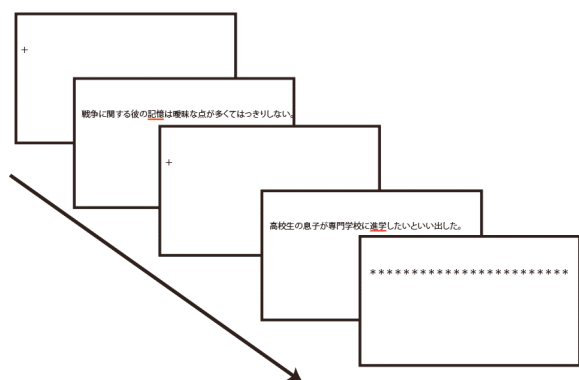 +
戦争に関する彼の記憶は曖昧な点が多くてはっきりしない。
+
高校生の息子が専門学校に進学したいといい出した。
************************